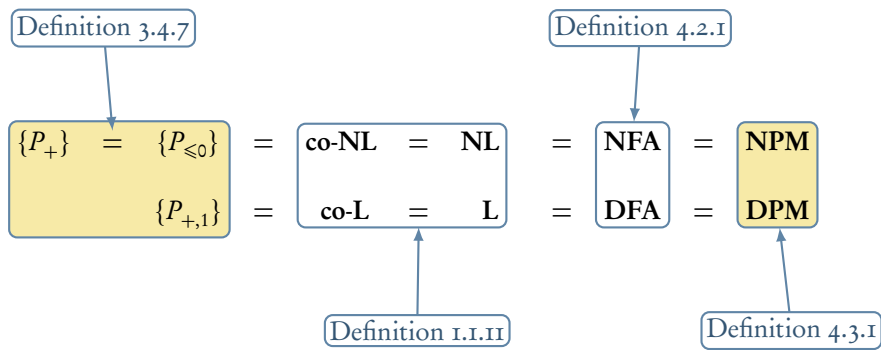 Definition 3.4.7
Definition 4.2.1
{P₊} = {P⩽₀} = co-NL = NL = NFA = NPM
{P₊,₁} = co-L = L = DFA = DPM
Definition 1.1.11
Definition 4.3.1